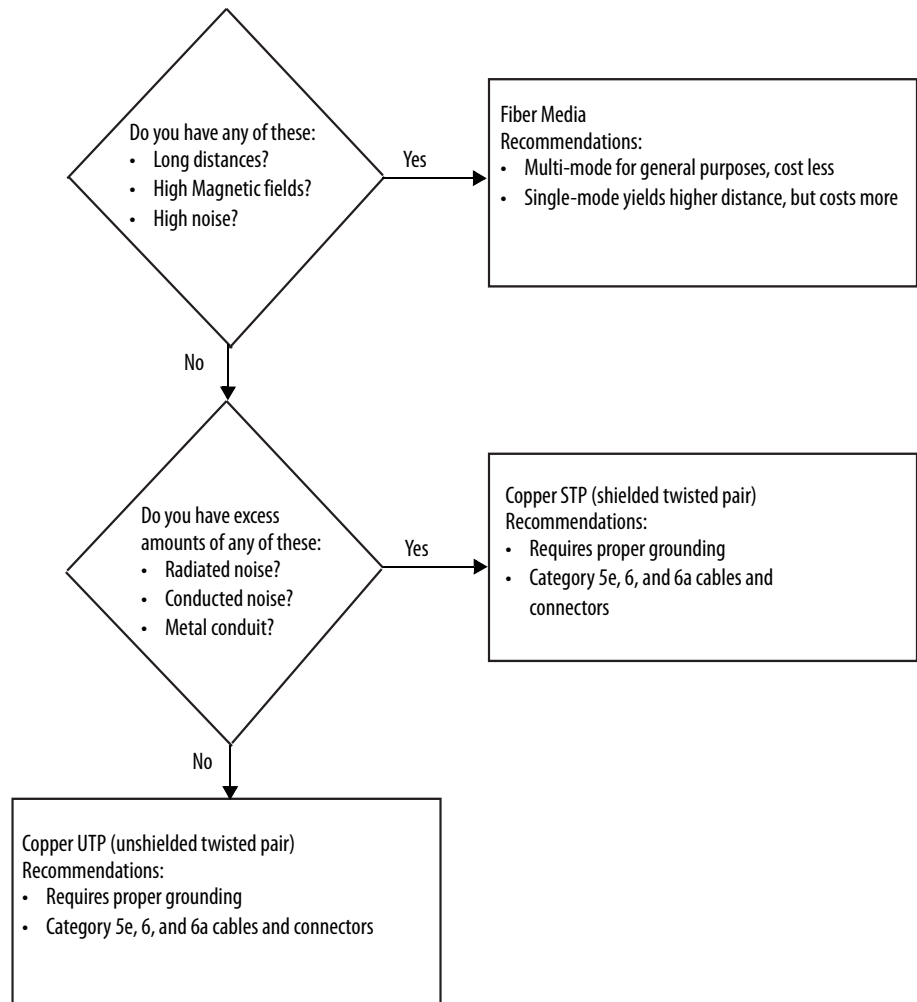 Do you have any of these:
• Long distances?
• High Magnetic fields?
• High noise?
Yes
Fiber Media
Recommendations:
• Multi-mode for general purposes, cost less
• Single-mode yields higher distance, but costs more
No
Do you have excess
amounts of any of these:
• Radiated noise?
• Conducted noise?
• Metal conduit?
Yes
Copper STP (shielded twisted pair)
Recommendations:
• Requires proper grounding
• Category 5e, 6, and 6a cables and
connectors
No
Copper UTP (unshielded twisted pair)
Recommendations:
• Requires proper grounding
• Category 5e, 6, and 6a cables and connectors